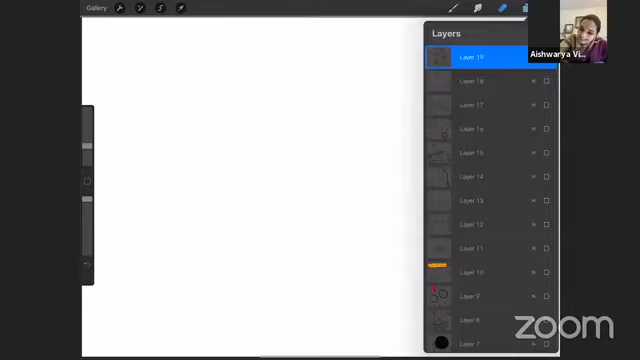 Gallery
Layers
Aishwarya Vi...
Layer 19
Layer 18
N
Layer 17
N
Layer 16
N
Layer 15
N
Layer 14
N
Layer 13
N
Layer 12
N
Layer 11
N
Layer 10
N
Layer 9
N
Layer 8
N
Layer 7
N
zoom